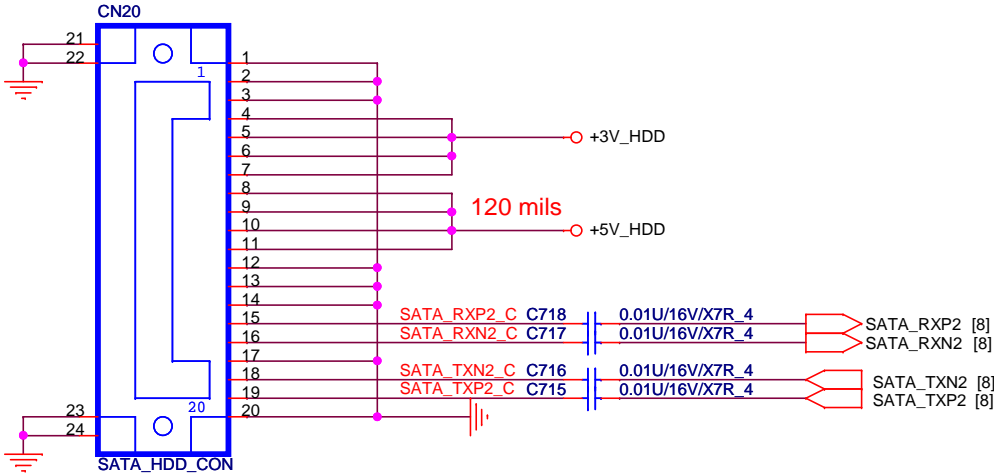 CN20
21
22
1
1
2
3
4
5
+3V_HDD
6
7
8
9
120 mils
10
+5V_HDD
11
12
13
14
15
SATA_RXP2_C C718 0.01U/16V/X7R_4 SATA_RXP2 [8]
16
SATA_RXN2_C C717 0.01U/16V/X7R_4 SATA_RXN2 [8]
17
18
SATA_TXN2_C C716 0.01U/16V/X7R_4 SATA_TXN2 [8]
19
SATA_TXP2_C C715 0.01U/16V/X7R_4 SATA_TXP2 [8]
20
20
23
24
SATA_HDD_CON